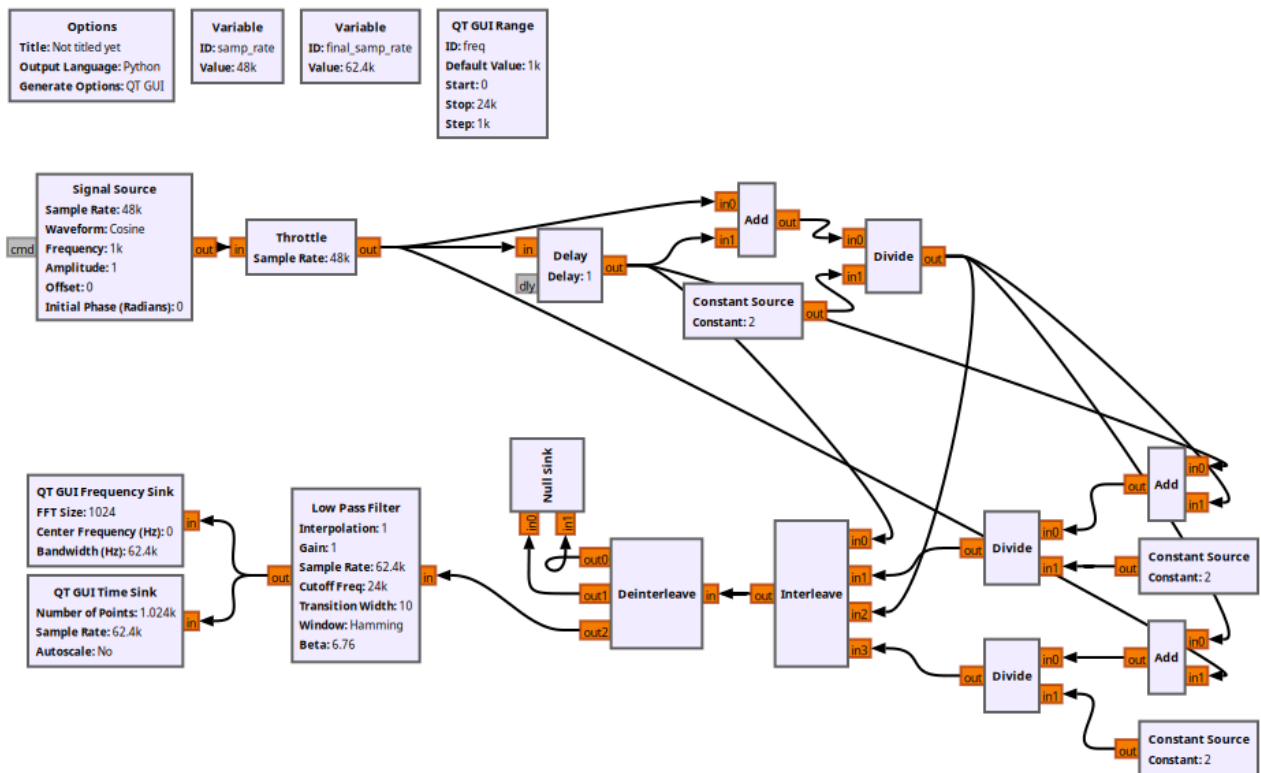 Options
Title: Not titled yet
Output Language: Python
Generate Options: QT GUI
Variable
ID: samp_rate
Value: 48k
Variable
ID: final_samp_rate
Value: 62.4k
QT GUI Range
ID: freq
Default Value: 1k
Start: 0
Stop: 24k
Step: 1k
Signal Source
Sample Rate: 48k
Waveform: Cosine
Frequency: 1k
Amplitude: 1
Offset: 0
Initial Phase (Radians): 0
cmd
out
in
Throttle
Sample Rate: 48k
out
in
dly
Delay
Delay: 1
out
in0
in1
Add
out
in0
in1
Divide
out
Constant Source
Constant: 2
out
QT GUI Frequency Sink
FFT Size: 1024
Center Frequency (Hz): 0
Bandwidth (Hz): 62.4k
in
QT GUI Time Sink
Number of Points: 1.024k
Sample Rate: 62.4k
Autoscale: No
in
out
Low Pass Filter
Interpolation: 1
Gain: 1
Sample Rate: 62.4k
Cutoff Freq: 24k
Transition Width: 10
Window: Hamming
Beta: 6.76
in
Null Sink
in0
in1
out0
out1
out2
Deinterleave
in
out
Interleave
in0
in1
in2
in3
out
Divide
in0
in1
out
Add
in0
in1
out
Constant Source
Constant: 2
out
Divide
in0
in1
out
Add
in0
in1
out
Constant Source
Constant: 2